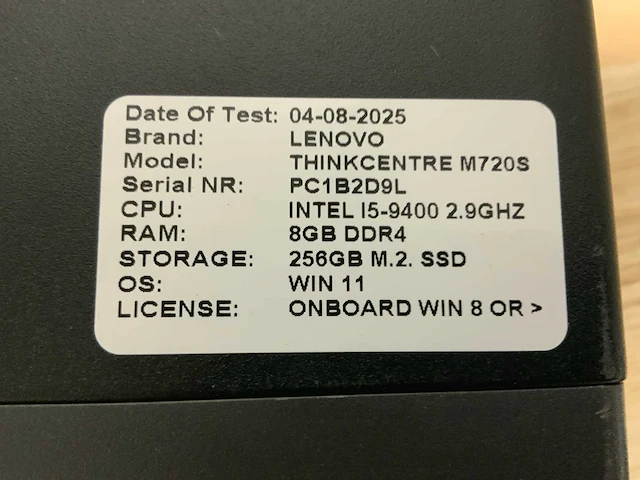 Date Of Test: 04-08-2025
Brand: LENOVO
Model: THINKCENTRE M720S
Serial NR: PC1B2D9L
CPU: INTEL I5-9400 2.9GHZ
RAM: 8GB DDR4
STORAGE: 256GB M.2. SSD
OS: WIN 11
LICENSE: ONBOARD WIN 8 OR >